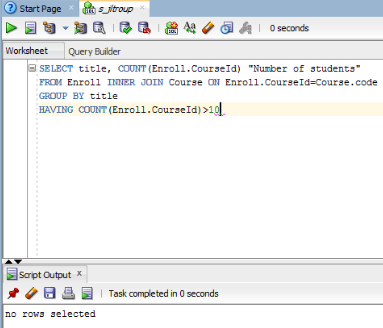 Start Page × s_jltroup ×
0 seconds
Worksheet Query Builder
SELECT title, COUNT(Enroll.CourseId) "Number of students"
FROM Enroll INNER JOIN Course ON Enroll.CourseId=Course.code
GROUP BY title
HAVING COUNT(Enroll.CourseId)>10
Script Output ×
Task completed in 0 seconds
no rows selected